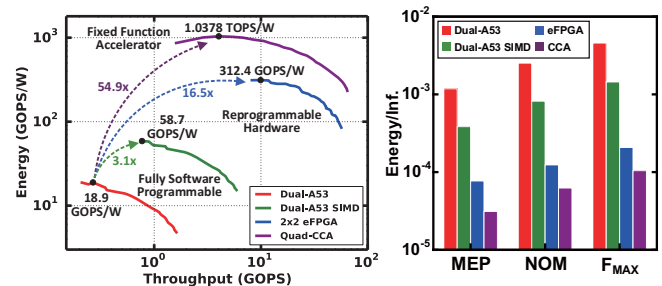 Fixed Function
Accelerator
1.0378 TOPS/W
312.4 GOPS/W
54.9x
16.5x
58.7
GOPS/W
Reprogrammable
Hardware
3.1x
Fully Software
Programmable
18.9
GOPS/W
Dual-A53
Dual-A53 SIMD
2x2 eFPGA
Quad-CCA
Energy (GOPS/W)
10³
10²
10¹
10⁰
10¹
10²
Throughput (GOPS)
Dual-A53
eFPGA
Dual-A53 SIMD
CCA
Energy/Inf.
10⁻²
10⁻³
10⁻⁴
10⁻⁵
MEP
NOM
F_MAX